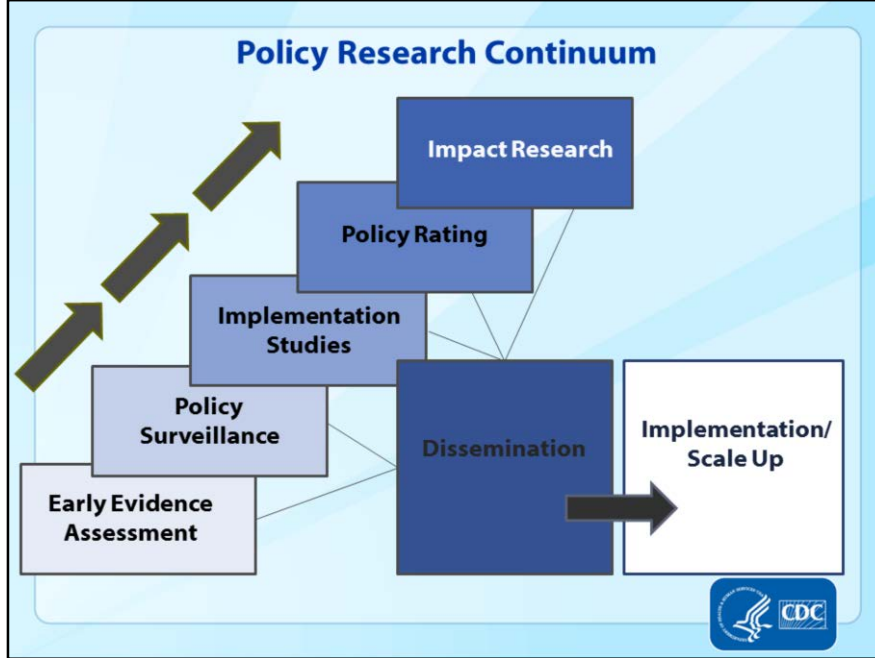 Policy Research Continuum
Impact Research
Policy Rating
Implementation
Studies
Policy
Surveillance
Early Evidence
Assessment
Dissemination
Implementation/
Scale Up
CDC